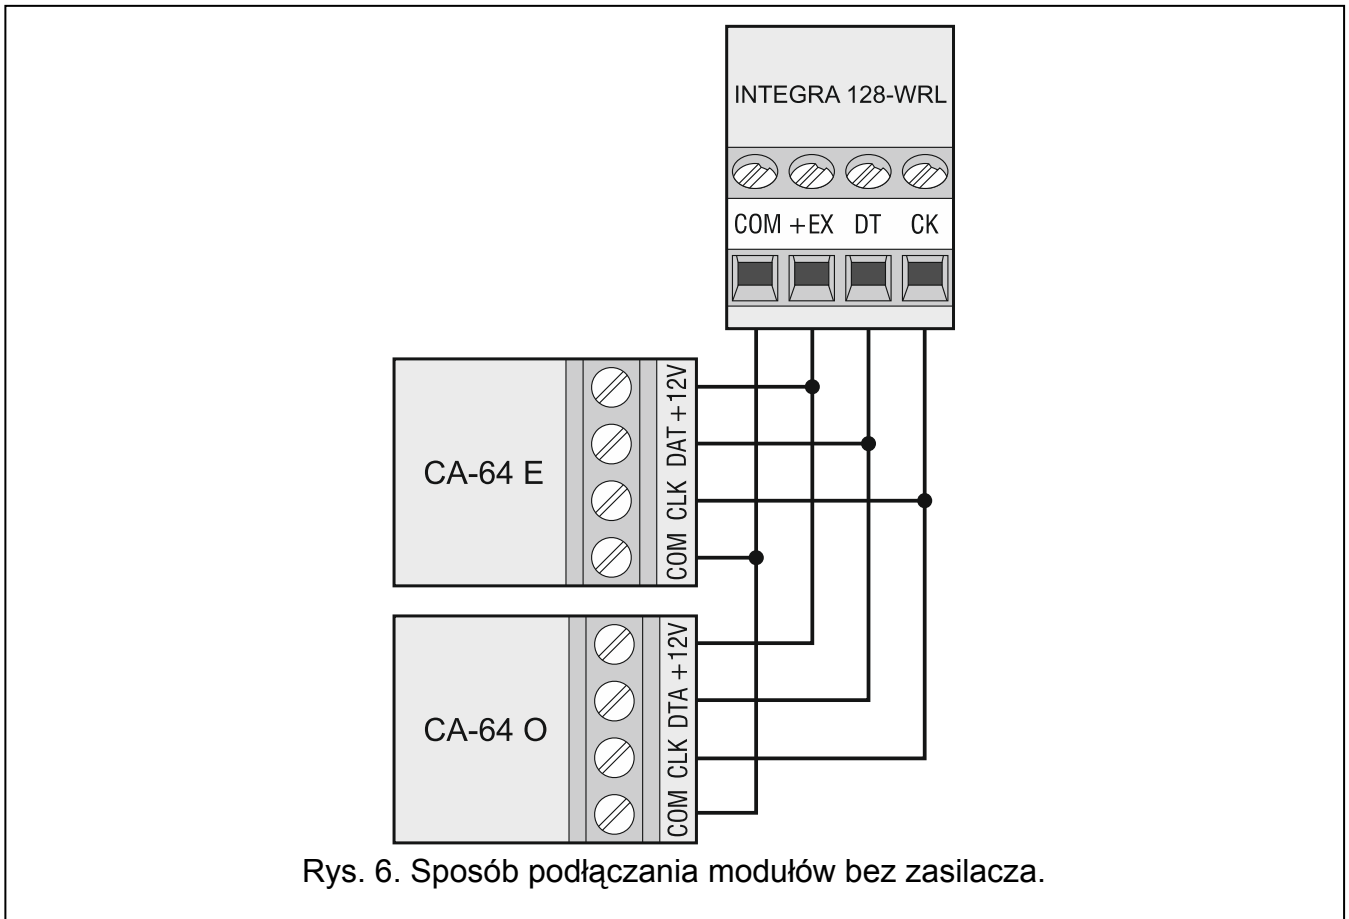 INTEGRA 128-WRL
COM +EX DT CK
CA-64 E
+12V
DAT
CLK
COM
CA-64 O
+12V
DTA
CLK
COM
Rys. 6. Sposób podłączania modułów bez zasilacza.